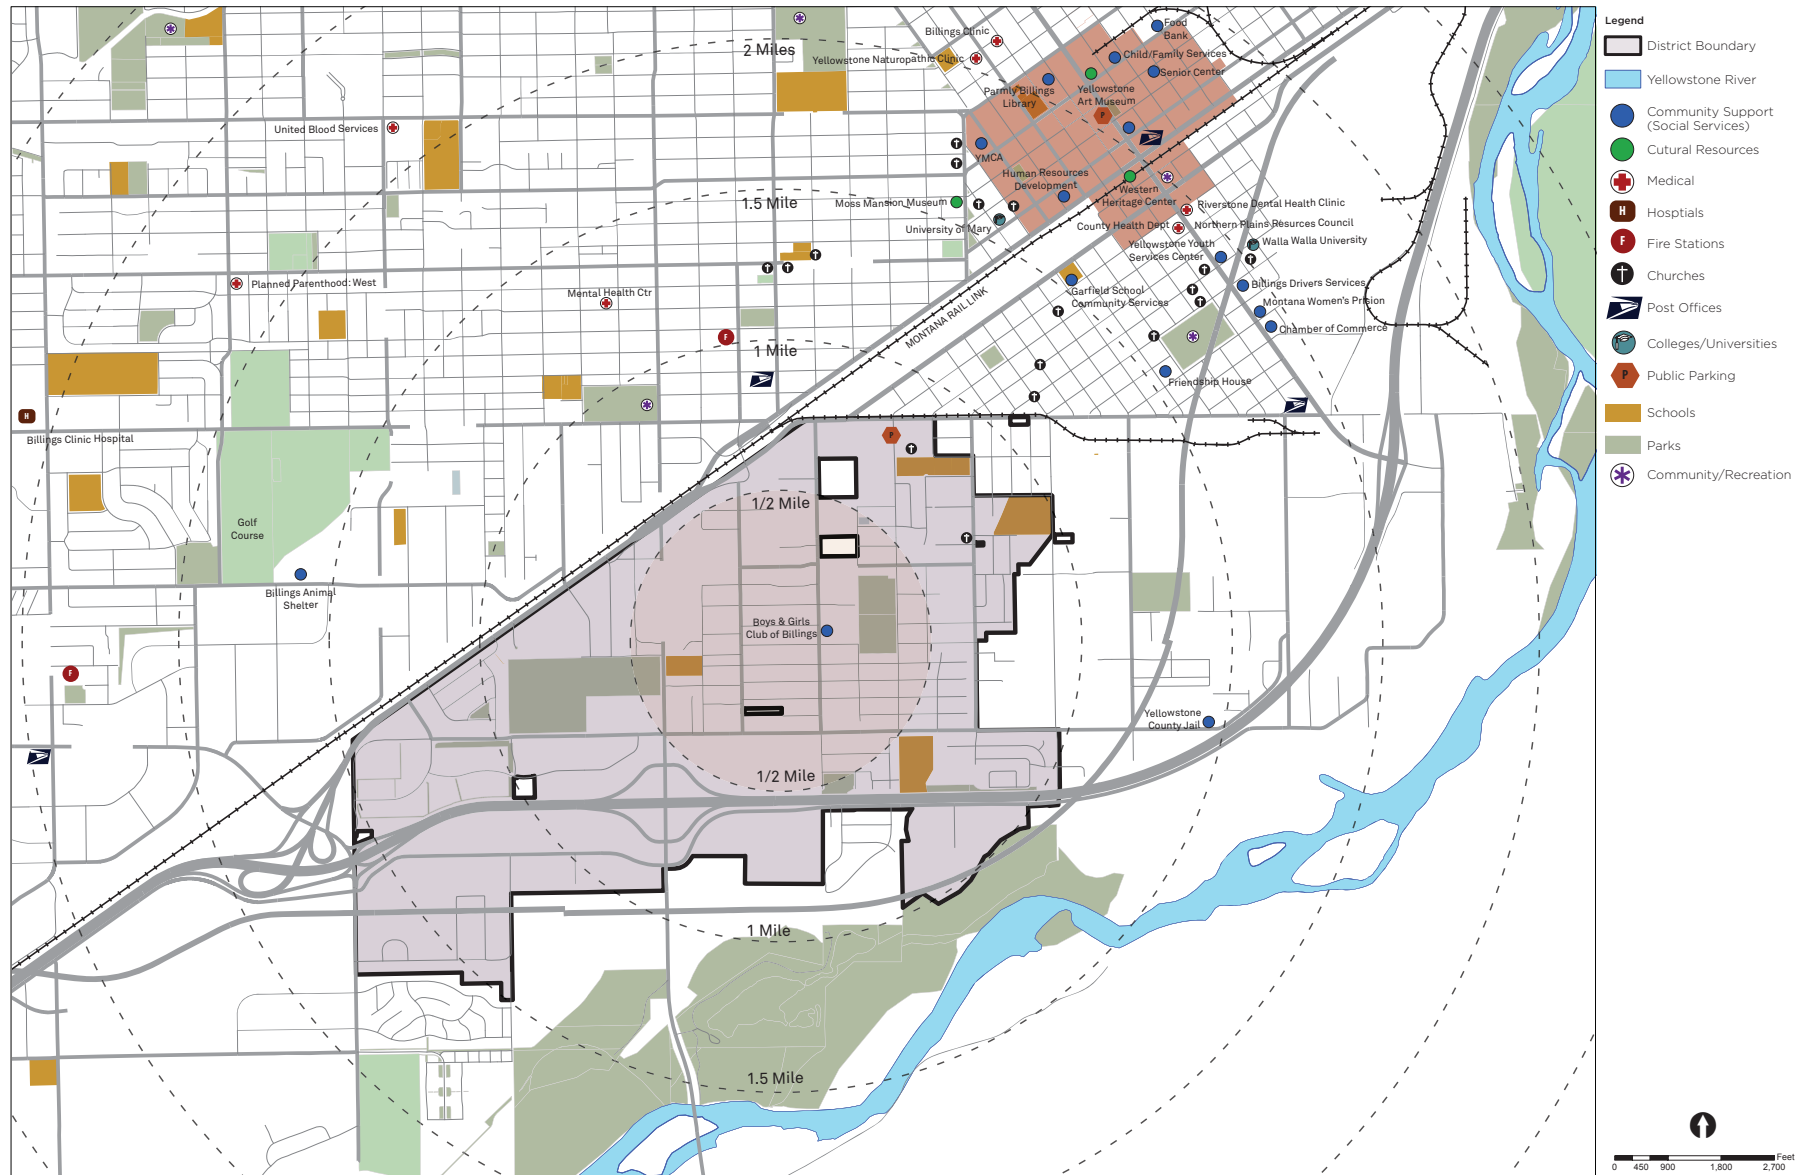 Food
Bank
Billings Clinic
2 Miles
Child/Family Services
Yellowstone Naturopathic Clinic
Senior Center
Parmly Billings
Library
Yellowstone
Art Museum
P
United Blood Services
YMCA
Human Resources
Development
Western
Heritage Center
1.5 Mile
Moss Mansion Museum
Riverstone Dental Health Clinic
University of Mary
County Health Dept
Northern Plains Resurces Council
Yellowstone Youth
Services Center
Walla Walla University
Planned Parenthood: West
Mental Health Ctr
Garfield School
Community Services
Billings Drivers Services
Montana Women's Prision
Chamber of Commerce
MONTANA RAIL LINK
F
1 Mile
Friendship House
H
Billings Clinic Hospital
P
1/2 Mile
Golf
Course
Billings Animal
Shelter
Boys & Girls
Club of Billings
F
Yellowstone
County Jail
1/2 Mile
1 Mile
1.5 Mile
Legend
District Boundary
Yellowstone River
Community Support
(Social Services)
Cutural Resources
Medical
H Hosptials
F Fire Stations
Churches
Post Offices
Colleges/Universities
P Public Parking
Schools
Parks
Community/Recreation
Feet
0 450 900 1,800 2,700